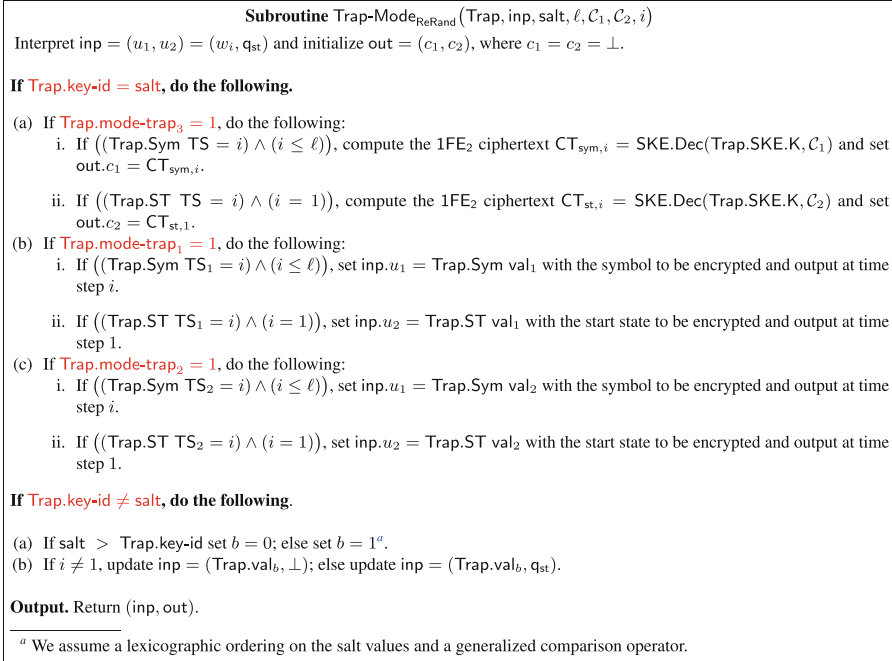 Subroutine Trap-Mode_ReRand(Trap, inp, salt, ℓ, 𝒞₁, 𝒞₂, i)
Interpret inp = (u₁, u₂) = (wᵢ, q_st) and initialize out = (c₁, c₂), where c₁ = c₂ = ⊥.
If Trap.key-id = salt, do the following.
(a) If Trap.mode-trap₃ = 1, do the following:
i. If ((Trap.Sym TS = i) ∧ (i ≤ ℓ)), compute the 1FE₂ ciphertext CT_sym,i = SKE.Dec(Trap.SKE.K, 𝒞₁) and set
out.c₁ = CT_sym,i.
ii. If ((Trap.ST TS = i) ∧ (i = 1)), compute the 1FE₂ ciphertext CT_st,i = SKE.Dec(Trap.SKE.K, 𝒞₂) and set
out.c₂ = CT_st,1.
(b) If Trap.mode-trap₁ = 1, do the following:
i. If ((Trap.Sym TS₁ = i) ∧ (i ≤ ℓ)), set inp.u₁ = Trap.Sym val₁ with the symbol to be encrypted and output at time
step i.
ii. If ((Trap.ST TS₁ = i) ∧ (i = 1)), set inp.u₂ = Trap.ST val₁ with the start state to be encrypted and output at time
step 1.
(c) If Trap.mode-trap₂ = 1, do the following:
i. If ((Trap.Sym TS₂ = i) ∧ (i ≤ ℓ)), set inp.u₁ = Trap.Sym val₂ with the symbol to be encrypted and output at time
step i.
ii. If ((Trap.ST TS₂ = i) ∧ (i = 1)), set inp.u₂ = Trap.ST val₂ with the start state to be encrypted and output at time
step 1.
If Trap.key-id ≠ salt, do the following.
(a) If salt > Trap.key-id set b = 0; else set b = 1ᵃ.
(b) If i ≠ 1, update inp = (Trap.val_b, ⊥); else update inp = (Trap.val_b, q_st).
Output. Return (inp, out).
ᵃ We assume a lexicographic ordering on the salt values and a generalized comparison operator.